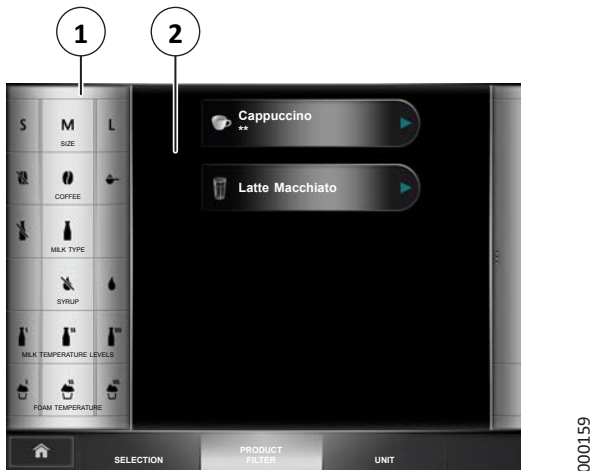 1
2
Cappuccino
**
Latte Macchiato
S M L
SIZE
COFFEE
MILK TYPE
SYRUP
MILK TEMPERATURE LEVELS
FOAM TEMPERATURE
SELECTION
PRODUCT
FILTER
UNIT
000159